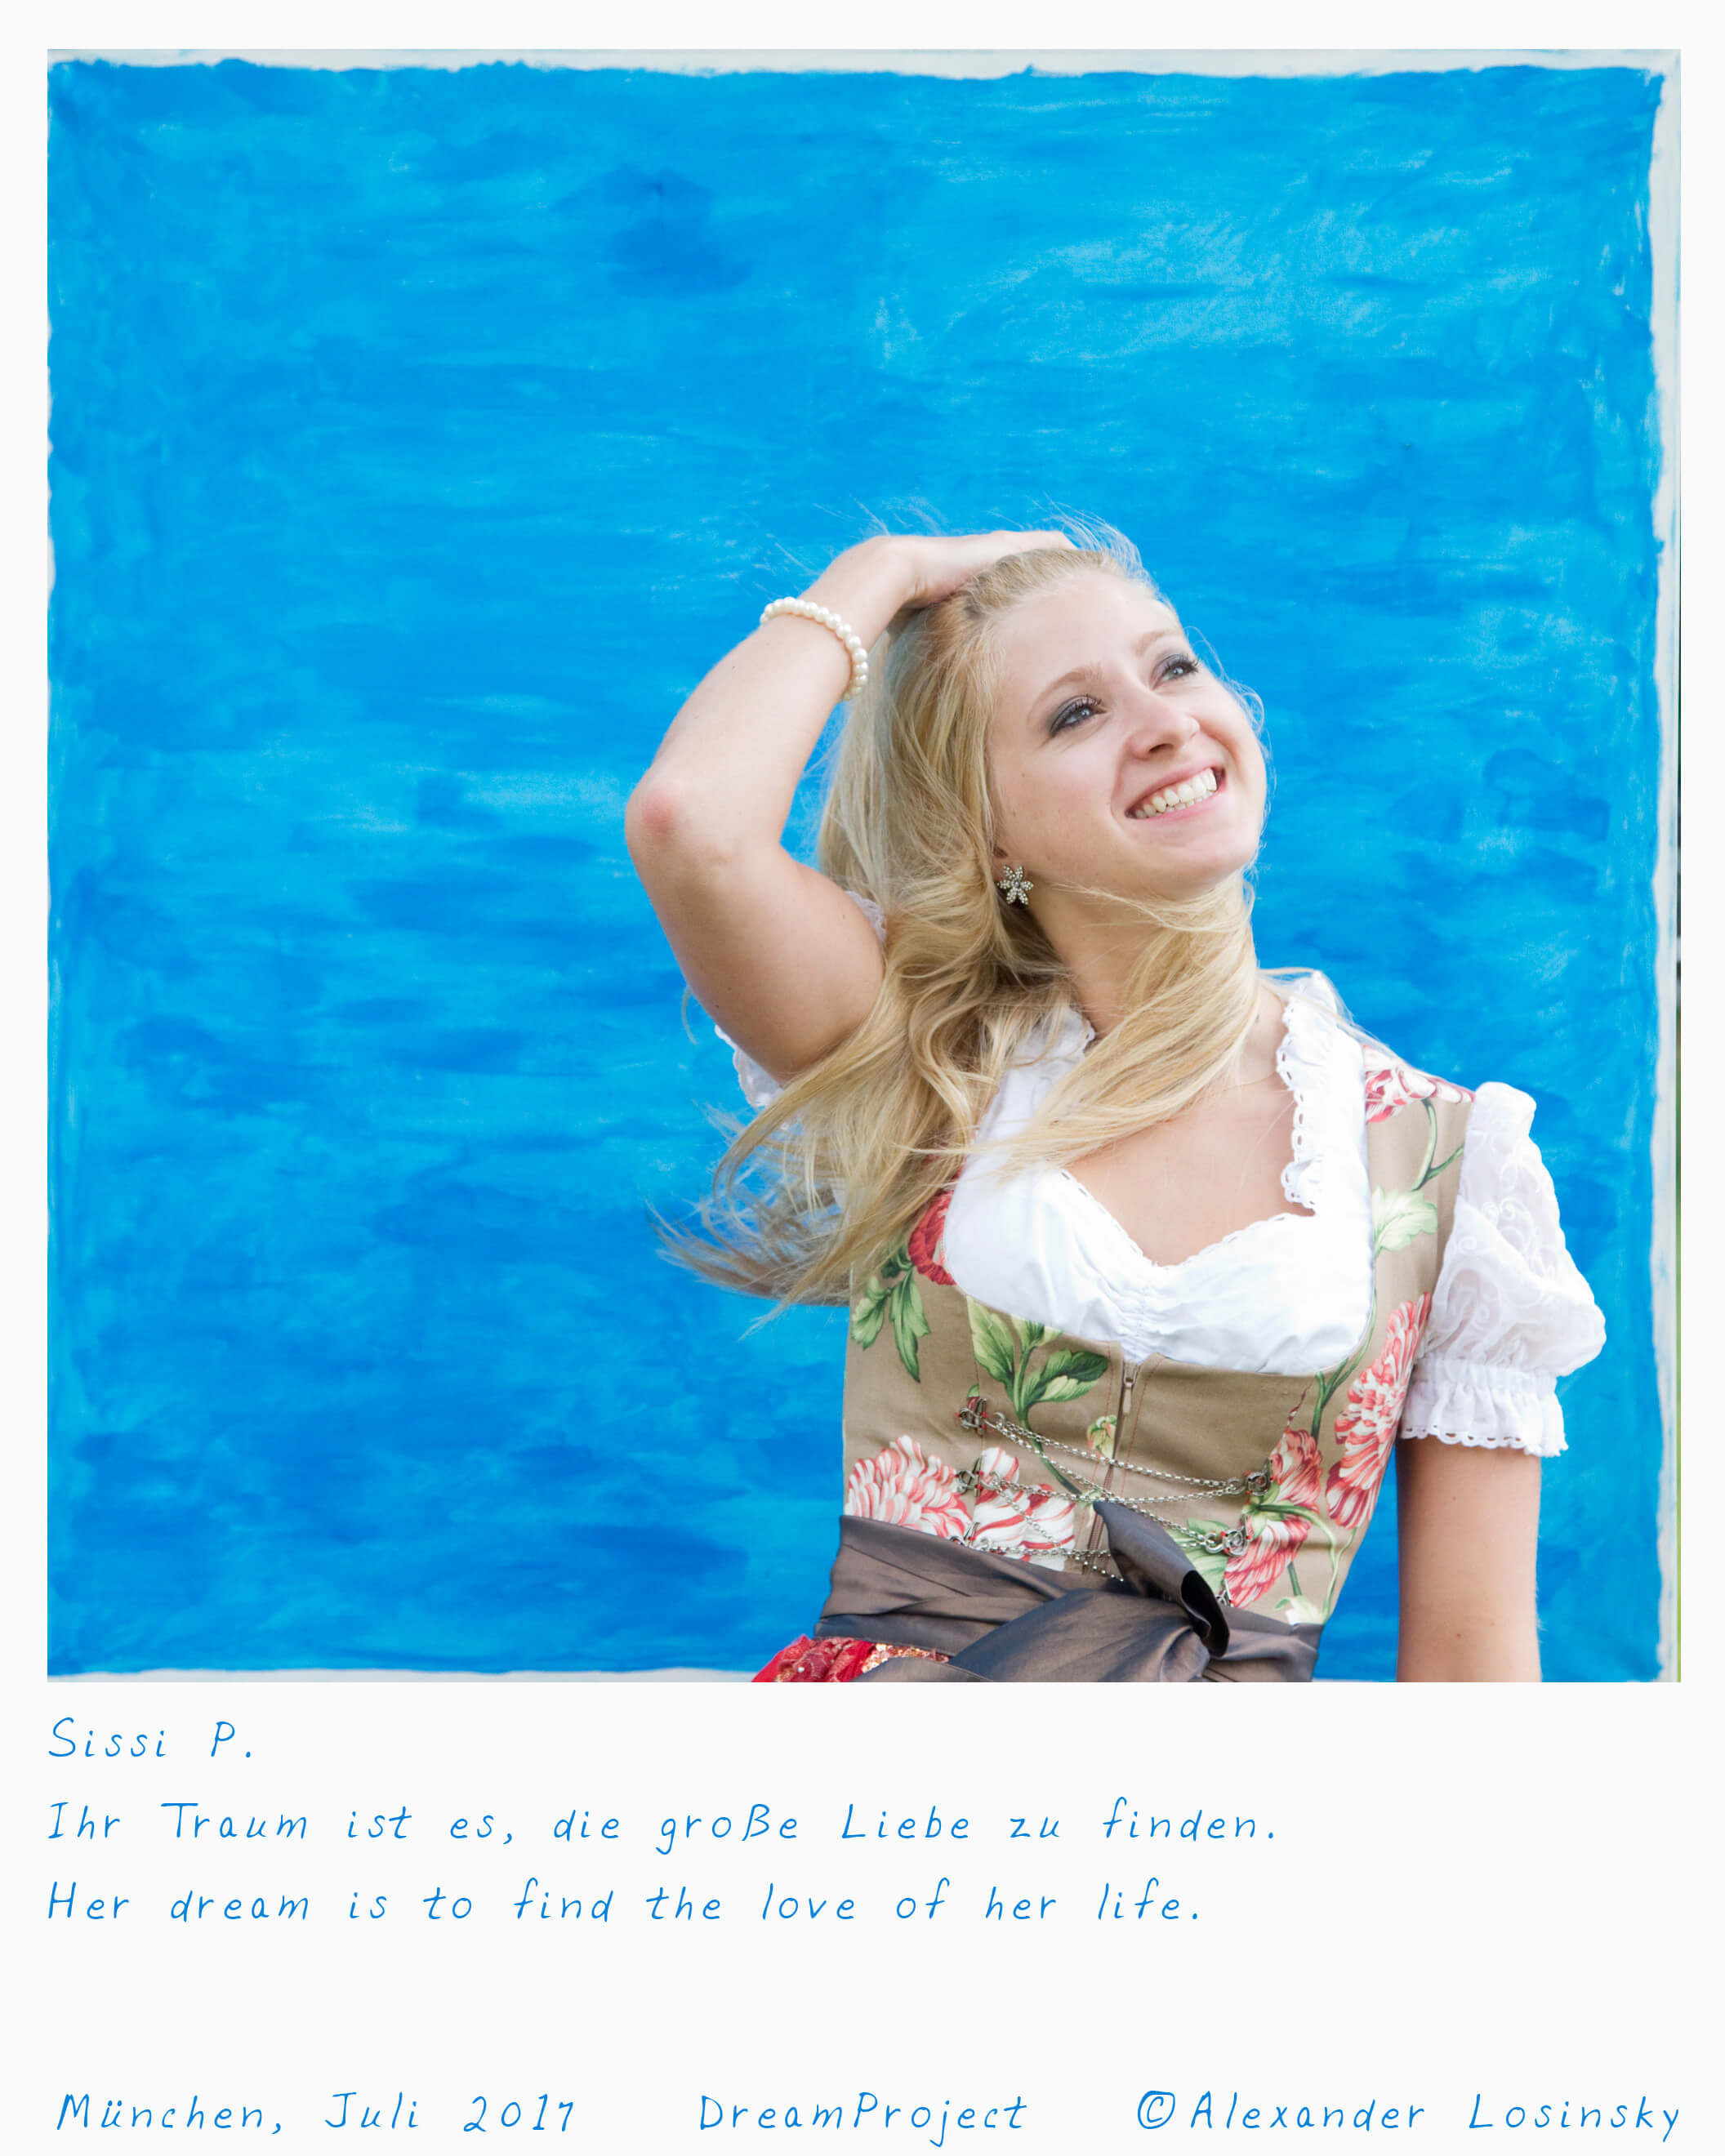 Sissi P.
Ihr Traum ist es, die große Liebe zu finden.
Her dream is to find the love of her life.
München, Juli 2017 DreamProject ©Alexander Losinsky